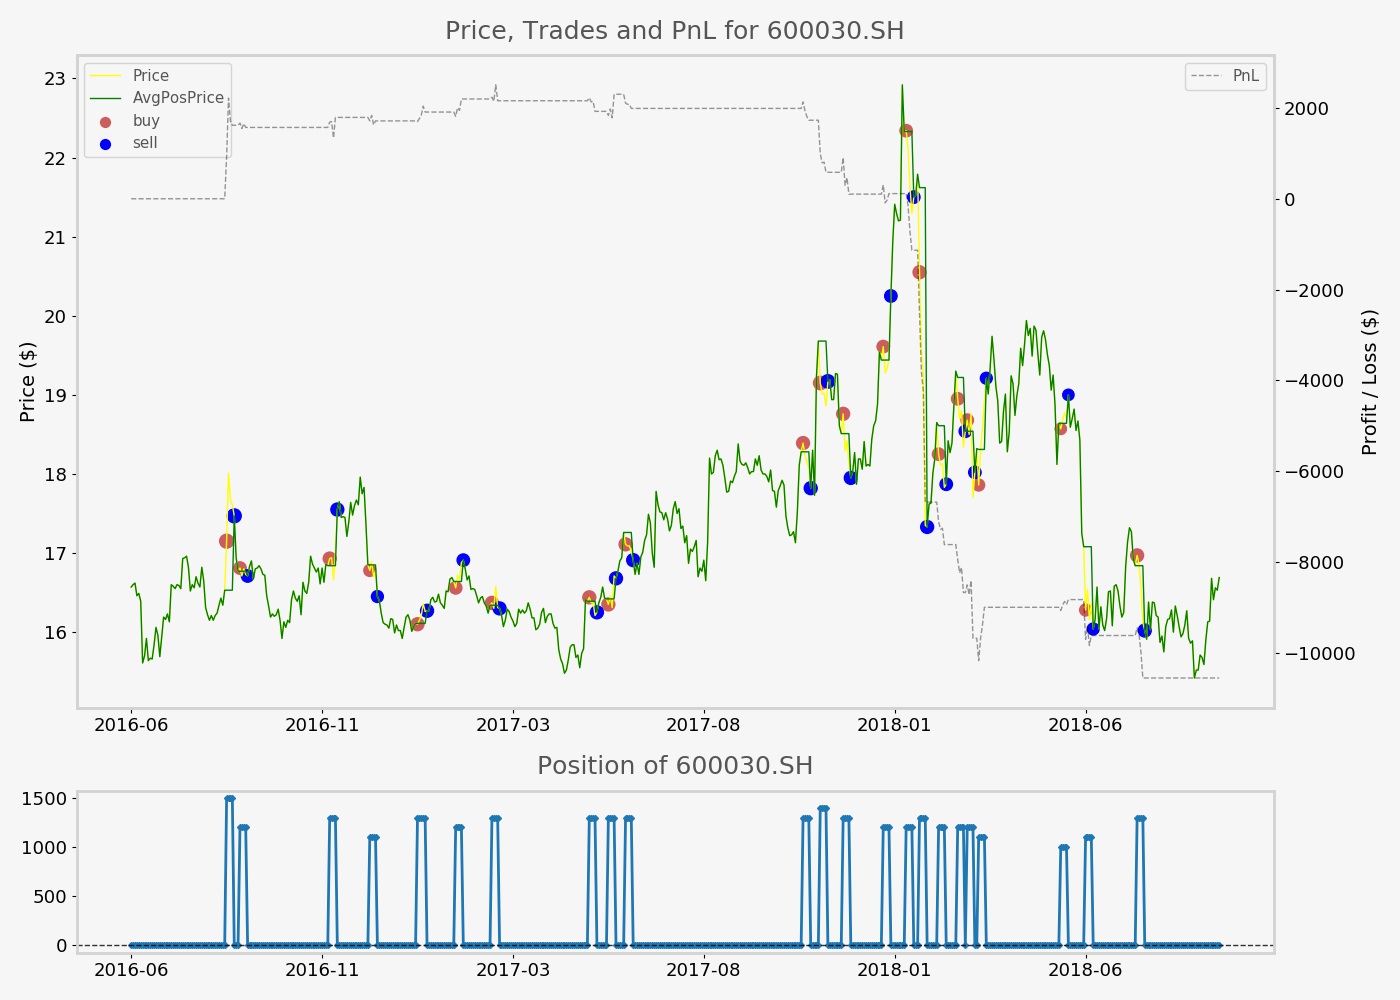 Price, Trades and PnL for 600030.SH
Price
AvgPosPrice
buy
sell
PnL
Price ($)
23
22
21
20
19
18
17
16
Profit / Loss ($)
2000
0
−2000
−4000
−6000
−8000
−10000
2016-06 2016-11 2017-03 2017-08 2018-01 2018-06
Position of 600030.SH
1500
1000
500
0
2016-06 2016-11 2017-03 2017-08 2018-01 2018-06